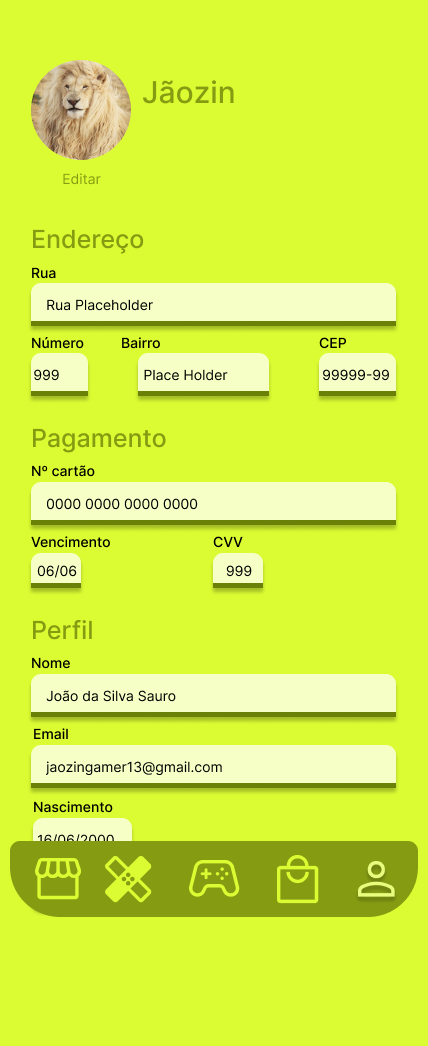 Jãozin
Editar
Endereço
Rua
Rua Placeholder
Número Bairro CEP
999 Place Holder 99999-99
Pagamento
Nº cartão
0000 0000 0000 0000
Vencimento CVV
06/06 999
Perfil
Nome
João da Silva Sauro
Email
jaozingamer13@gmail.com
Nascimento
16/06/2000